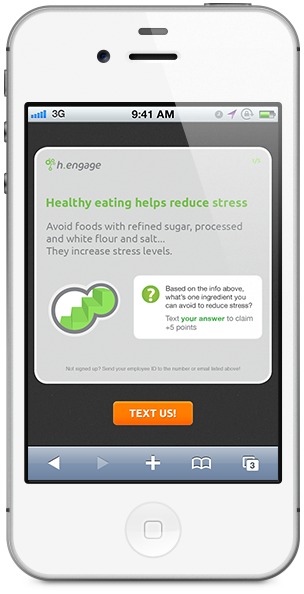 3G 9:41 AM
h.engage
Healthy eating helps reduce stress
Avoid foods with refined sugar, processed
and white flour and salt...
They increase stress levels.
Based on the info above,
what's one ingredient you
can avoid to reduce stress?
Text your answer to claim
+5 points
Not signed up? Send your employee ID to the number or email listed above!
TEXT US!
3